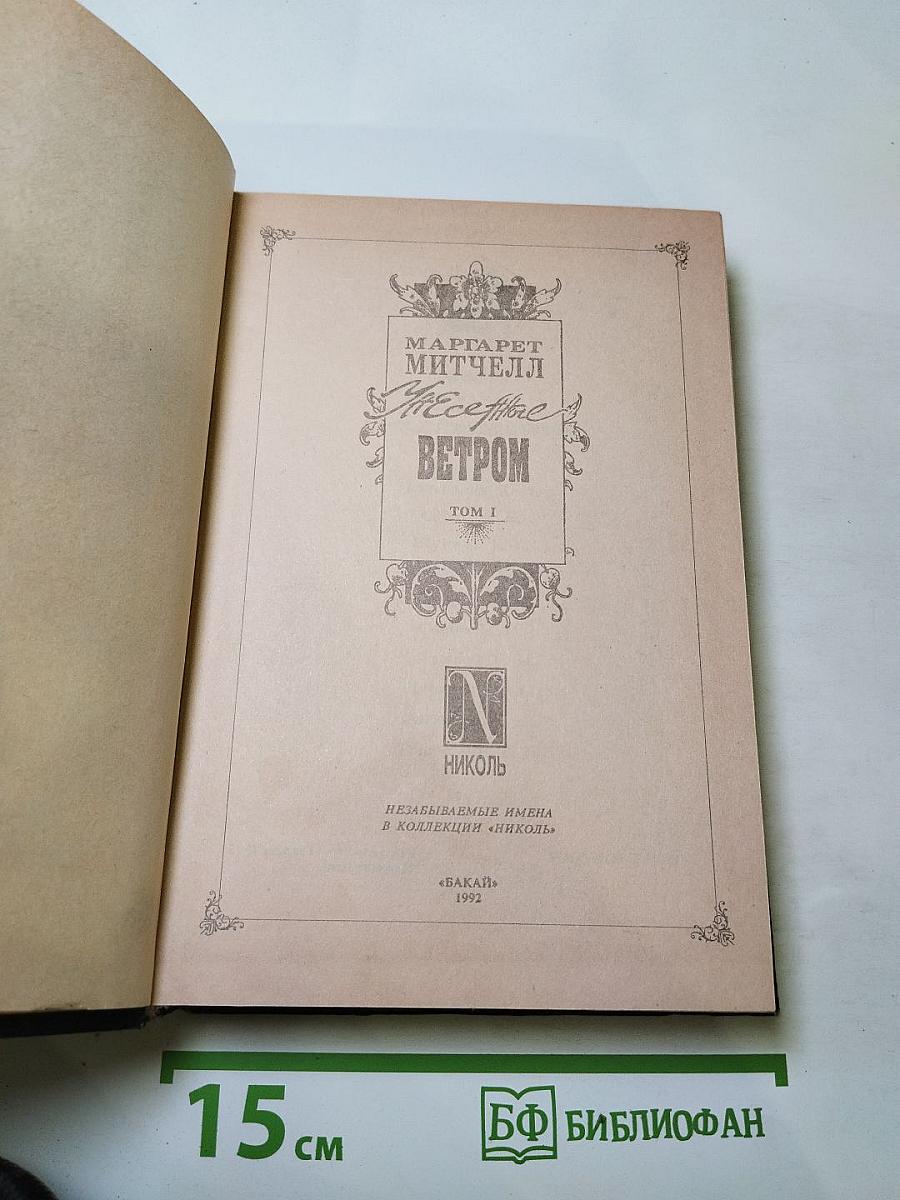 МАРГАРЕТ
МИТЧЕЛЛ
Унесенные
ВЕТРОМ
ТОМ I
N
НИКОЛЬ
НЕЗАБЫВАЕМЫЕ ИМЕНА
В КОЛЛЕКЦИИ «НИКОЛЬ»
«БАКАЙ»
1992
15 см
БФ БИБЛИОФАН